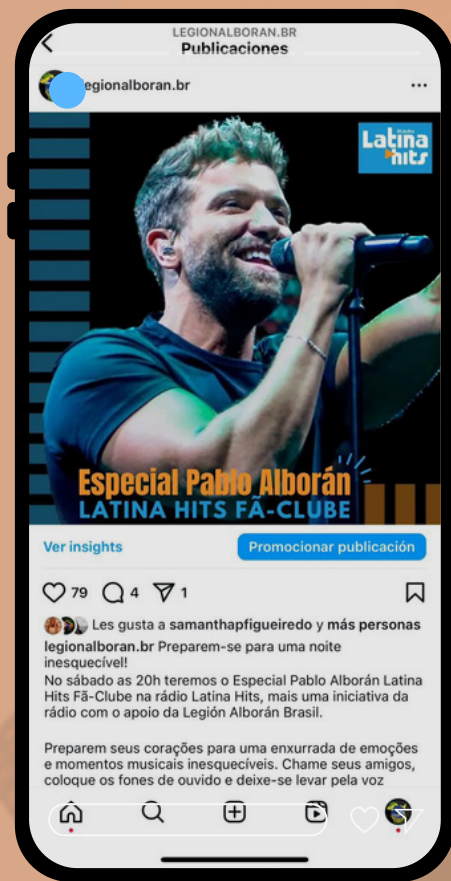 LEGIONALBORAN.BR
Publicaciones
legionalboran.br
Latina
hits
Especial Pablo Alborán
LATINA HITS FÃ-CLUBE
Ver insights
Promocionar publicación
79 4 1
Les gusta a samanthapfigueiredo y más personas
legionalboran.br Preparem-se para uma noite
inesquecível!
No sábado as 20h teremos o Especial Pablo Alborán Latina
Hits Fã-Clube na rádio Latina Hits, mais uma iniciativa da
rádio com o apoio da Legión Alborán Brasil.
Preparem seus corações para uma enxurrada de emoções
e momentos musicais inesquecíveis. Chame seus amigos,
coloque os fones de ouvido e deixe-se levar pela voz